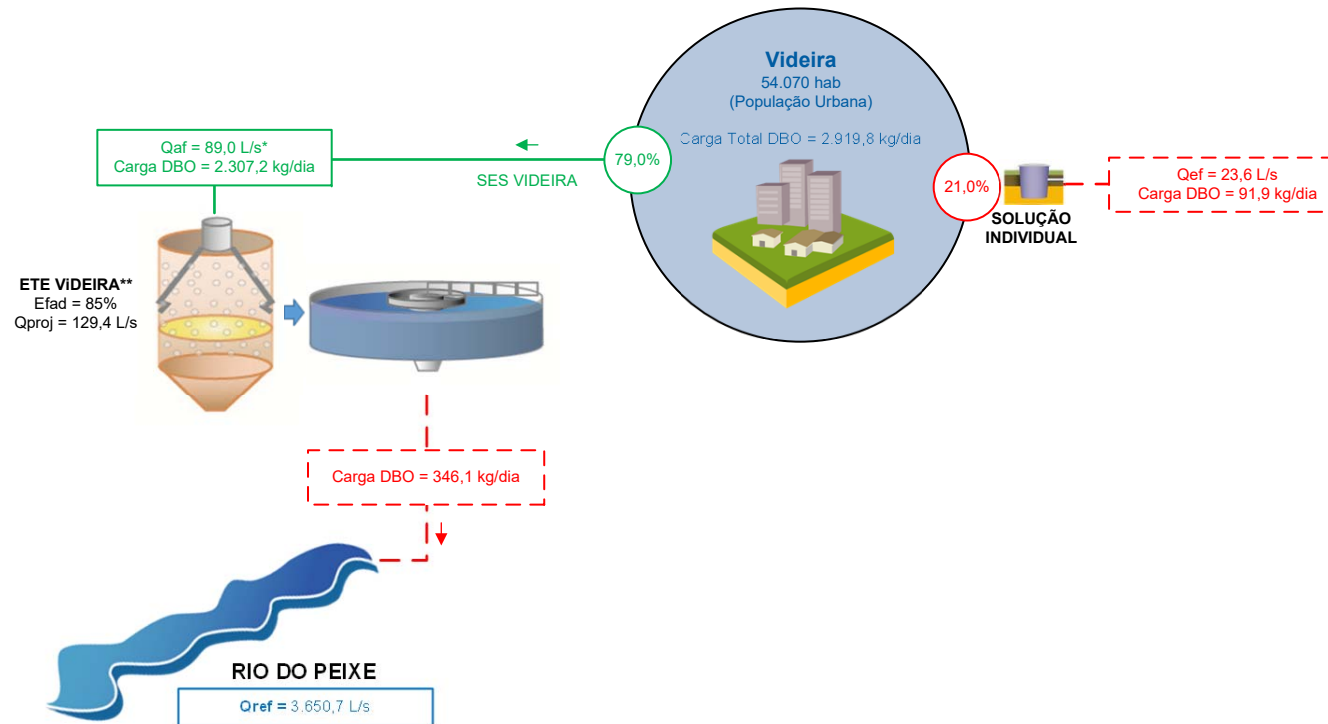 Videira
54.070 hab
(População Urbana)
Carga Total DBO = 2.919,8 kg/dia
Qaf = 89,0 L/s*
Carga DBO = 2.307,2 kg/dia
79,0%
SES VIDEIRA
21,0%
SOLUÇÃO
INDIVIDUAL
Qef = 23,6 L/s
Carga DBO = 91,9 kg/dia
ETE ViDEIRA**
Efad = 85%
Qproj = 129,4 L/s
Carga DBO = 346,1 kg/dia
RIO DO PEIXE
Qref = 3.650,7 L/s